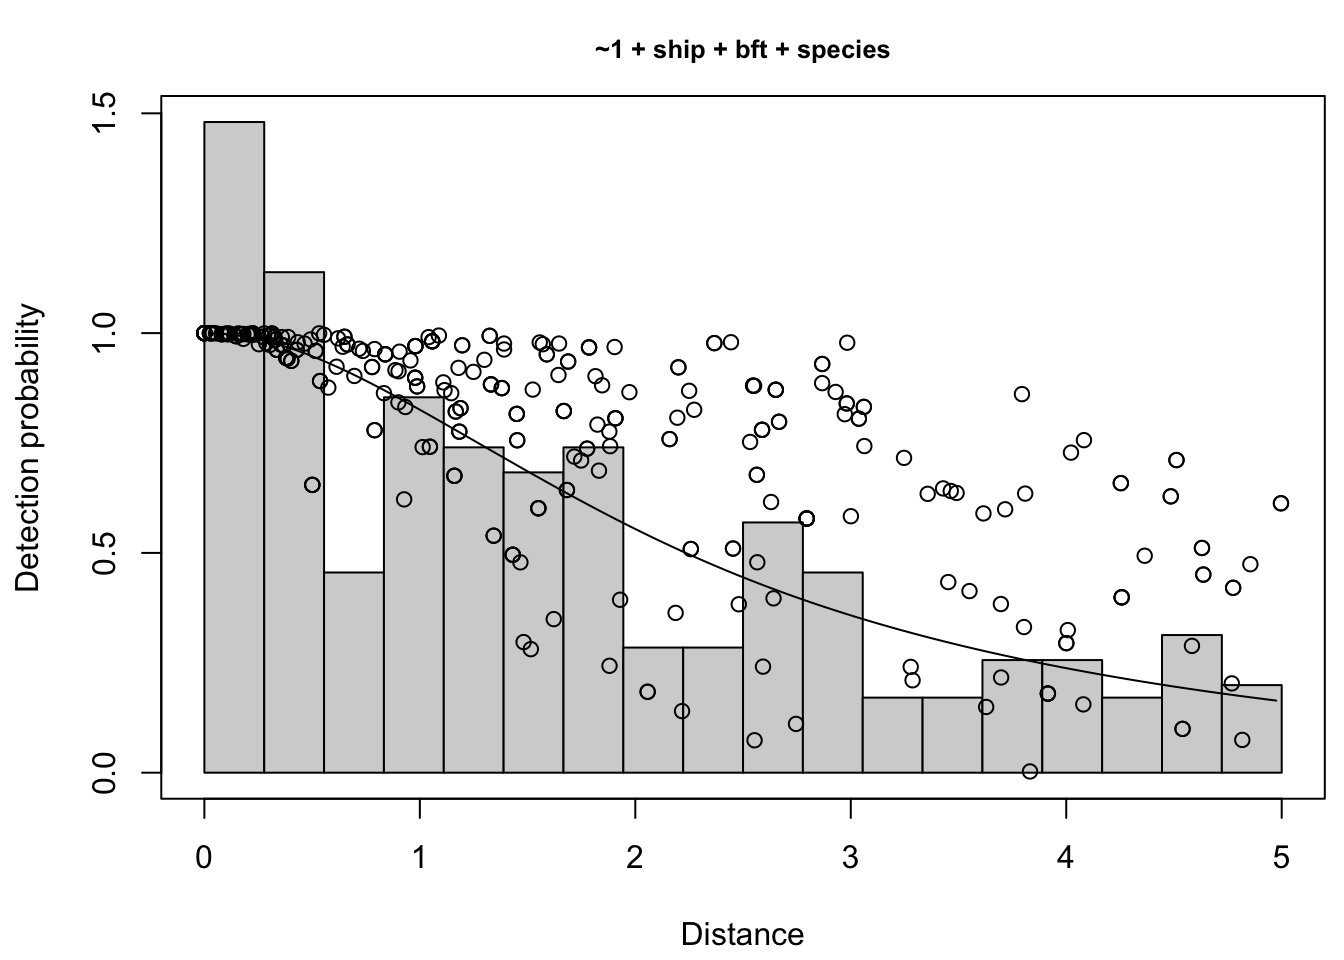 ~1 + ship + bft + species
1.5
1.0
0.5
0.0
Detection probability
0 1 2 3 4 5
Distance